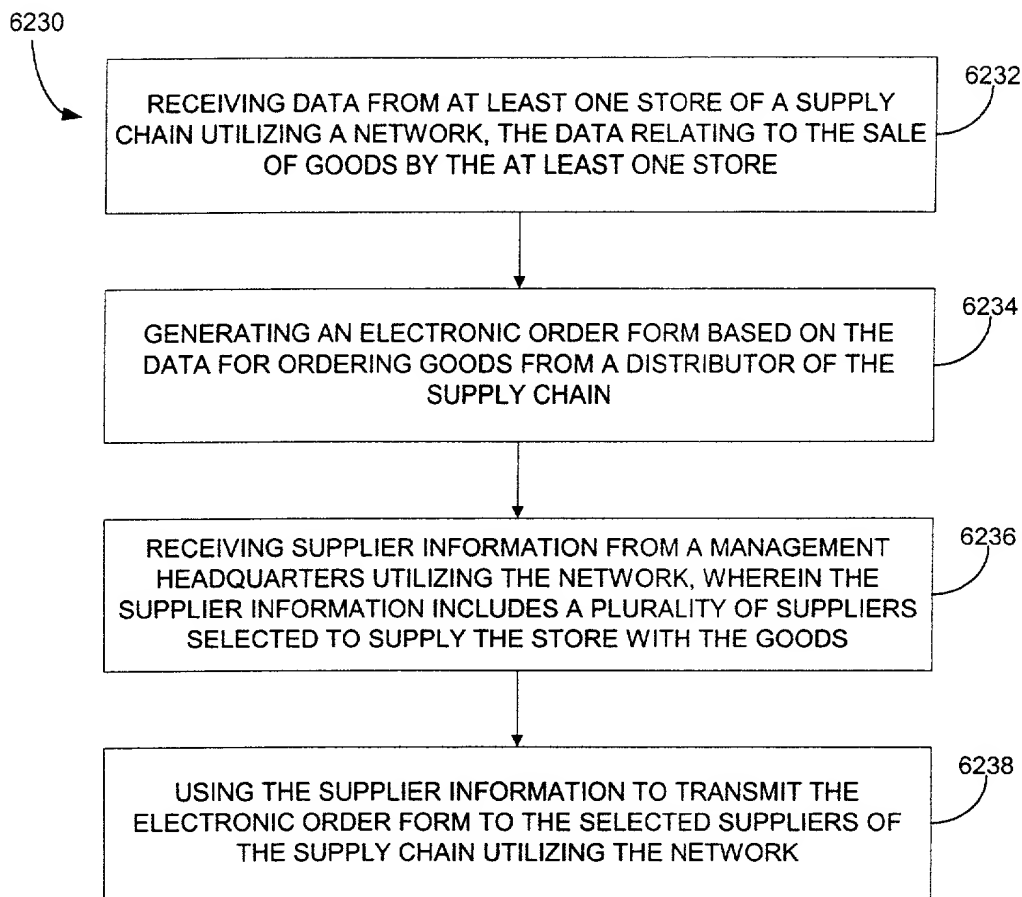 6230
6232
RECEIVING DATA FROM AT LEAST ONE STORE OF A SUPPLY
CHAIN UTILIZING A NETWORK, THE DATA RELATING TO THE SALE
OF GOODS BY THE AT LEAST ONE STORE
6234
GENERATING AN ELECTRONIC ORDER FORM BASED ON THE
DATA FOR ORDERING GOODS FROM A DISTRIBUTOR OF THE
SUPPLY CHAIN
6236
RECEIVING SUPPLIER INFORMATION FROM A MANAGEMENT
HEADQUARTERS UTILIZING THE NETWORK, WHEREIN THE
SUPPLIER INFORMATION INCLUDES A PLURALITY OF SUPPLIERS
SELECTED TO SUPPLY THE STORE WITH THE GOODS
6238
USING THE SUPPLIER INFORMATION TO TRANSMIT THE
ELECTRONIC ORDER FORM TO THE SELECTED SUPPLIERS OF
THE SUPPLY CHAIN UTILIZING THE NETWORK